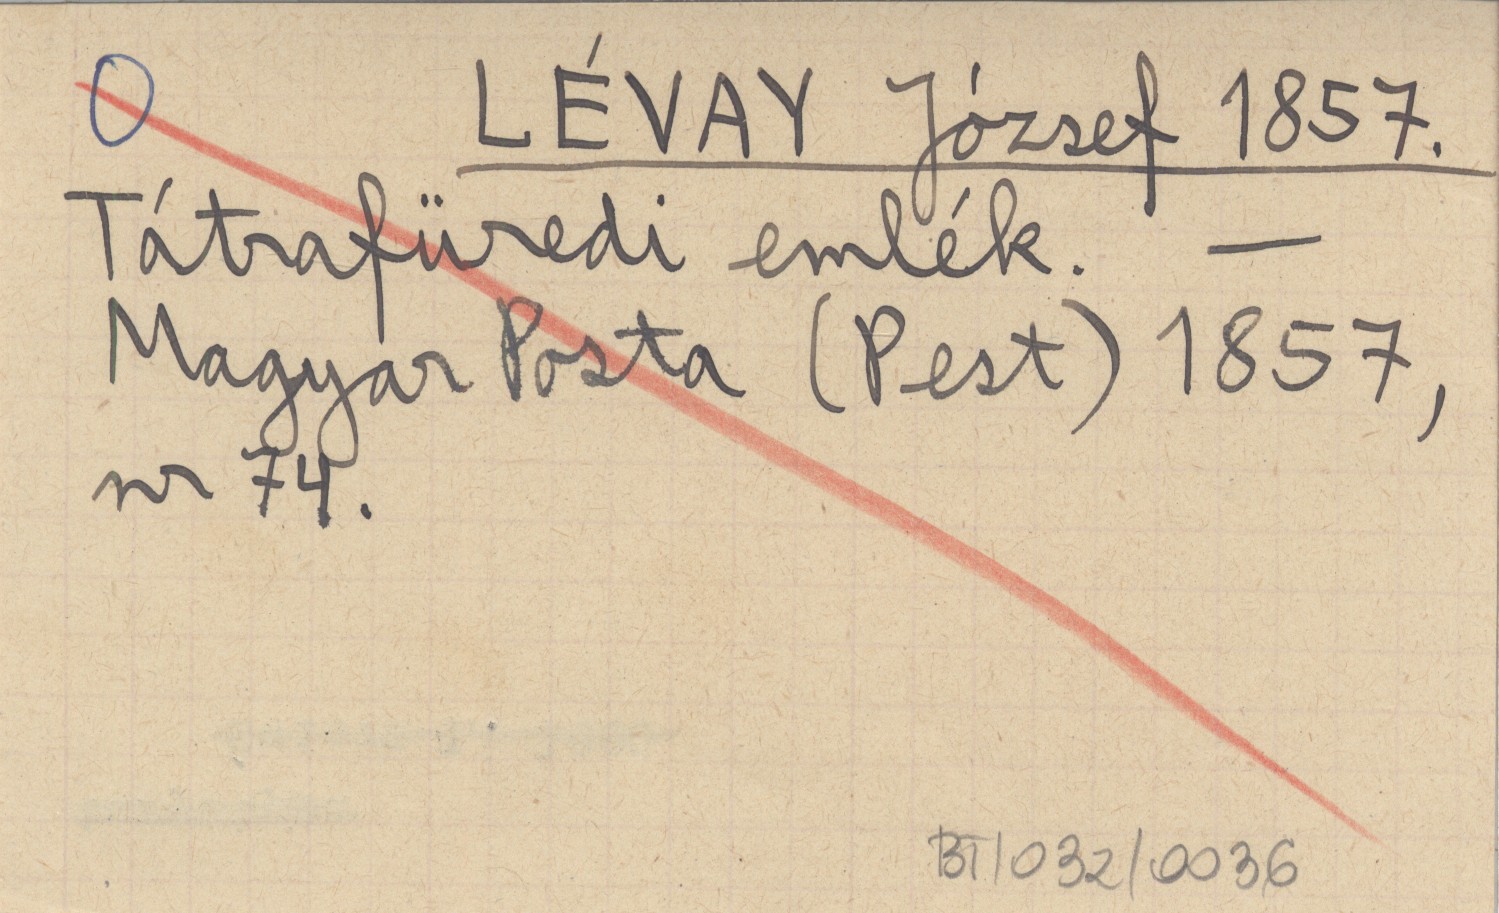 O LÉVAY József 1857.
Tátrafüredi emlék. —
Magyar Posta (Pest) 1857,
nr 74.
BT/032/0036